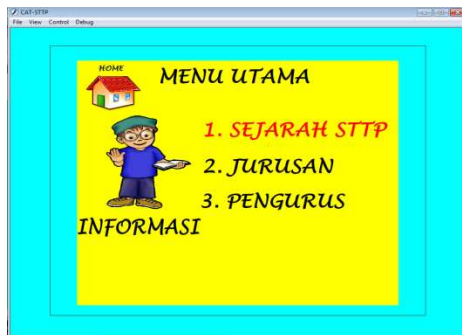 CAT-STTP
File View Control Debug
HOME
MENU UTAMA
1. SEJARAH STTP
2. JURUSAN
3. PENGURUS
INFORMASI